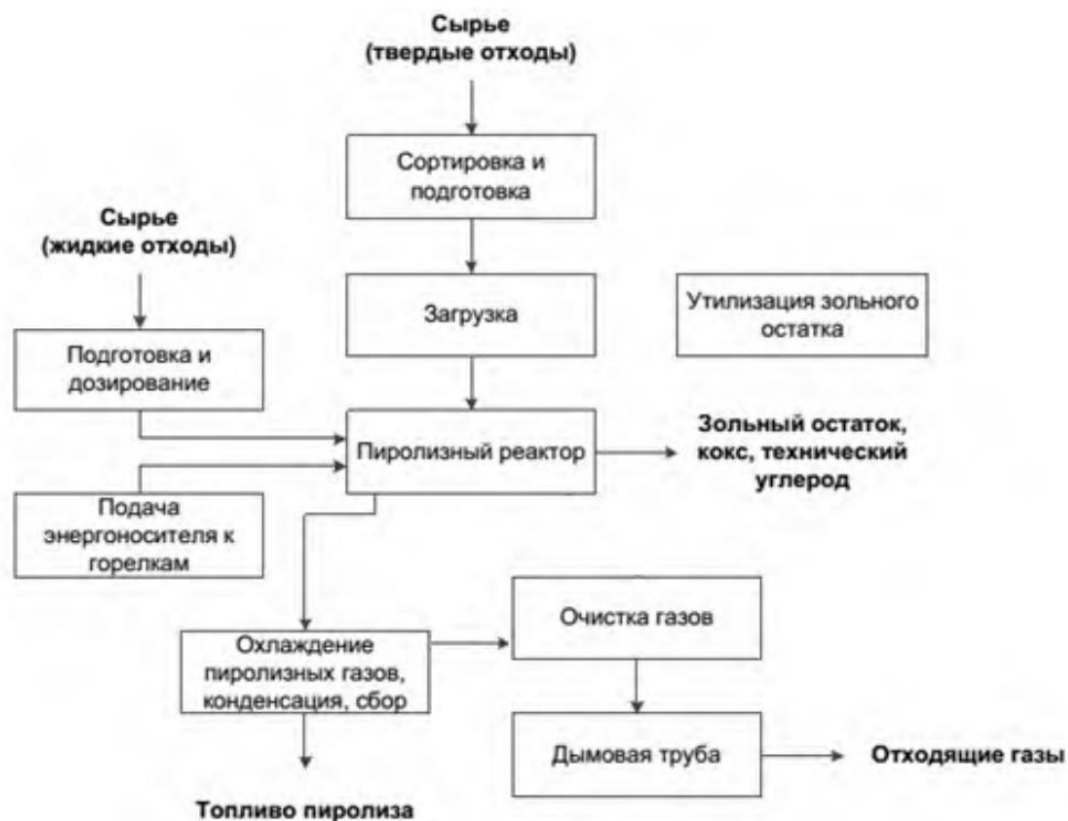 Сырье
(твердые отходы)
Сортировка и
подготовка
Сырье
(жидкие отходы)
Загрузка
Утилизация зольного
остатка
Подготовка и
дозирование
Пиролизный реактор
Зольный остаток,
кокс, технический
углерод
Подача
энергоносителя к
горелкам
Очистка газов
Охлаждение
пиролизных газов,
конденсация, сбор
Дымовая труба
Отходящие газы
Топливо пиролиза